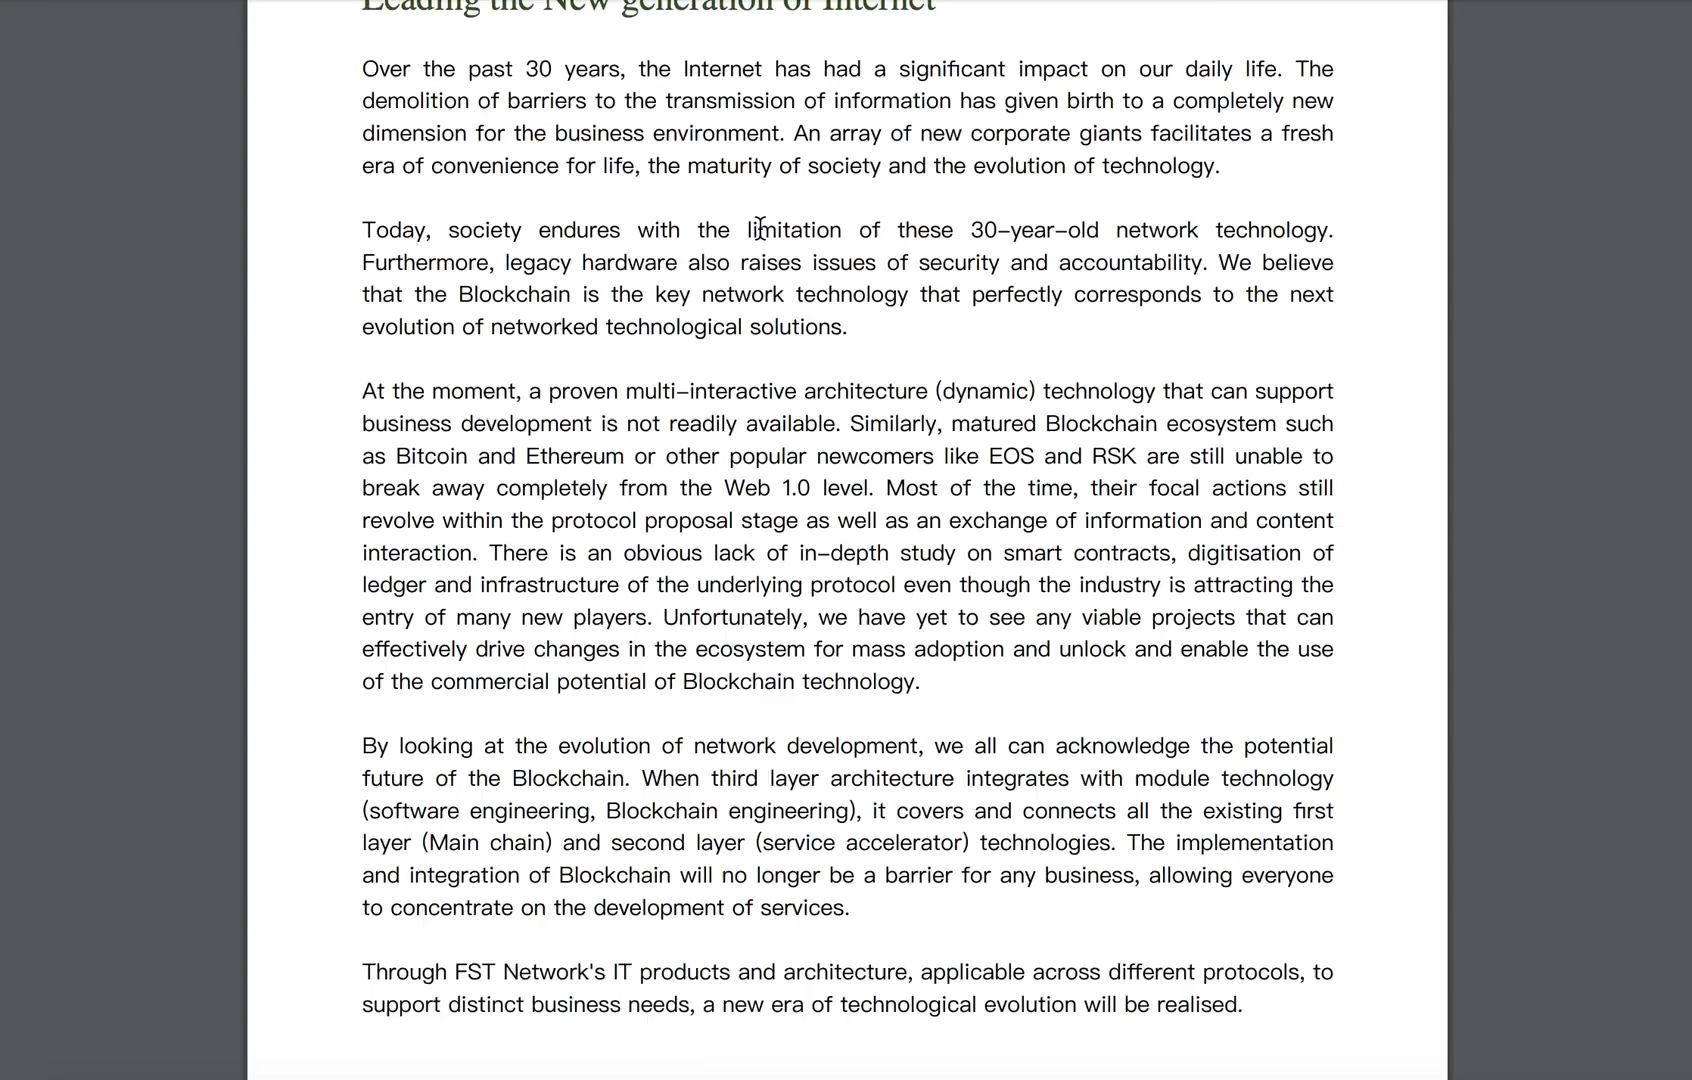 Leading the New generation of Internet
Over the past 30 years, the Internet has had a significant impact on our daily life. The
demolition of barriers to the transmission of information has given birth to a completely new
dimension for the business environment. An array of new corporate giants facilitates a fresh
era of convenience for life, the maturity of society and the evolution of technology.
Today, society endures with the limitation of these 30–year–old network technology.
Furthermore, legacy hardware also raises issues of security and accountability. We believe
that the Blockchain is the key network technology that perfectly corresponds to the next
evolution of networked technological solutions.
At the moment, a proven multi–interactive architecture (dynamic) technology that can support
business development is not readily available. Similarly, matured Blockchain ecosystem such
as Bitcoin and Ethereum or other popular newcomers like EOS and RSK are still unable to
break away completely from the Web 1.0 level. Most of the time, their focal actions still
revolve within the protocol proposal stage as well as an exchange of information and content
interaction. There is an obvious lack of in–depth study on smart contracts, digitisation of
ledger and infrastructure of the underlying protocol even though the industry is attracting the
entry of many new players. Unfortunately, we have yet to see any viable projects that can
effectively drive changes in the ecosystem for mass adoption and unlock and enable the use
of the commercial potential of Blockchain technology.
By looking at the evolution of network development, we all can acknowledge the potential
future of the Blockchain. When third layer architecture integrates with module technology
(software engineering, Blockchain engineering), it covers and connects all the existing first
layer (Main chain) and second layer (service accelerator) technologies. The implementation
and integration of Blockchain will no longer be a barrier for any business, allowing everyone
to concentrate on the development of services.
Through FST Network's IT products and architecture, applicable across different protocols, to
support distinct business needs, a new era of technological evolution will be realised.